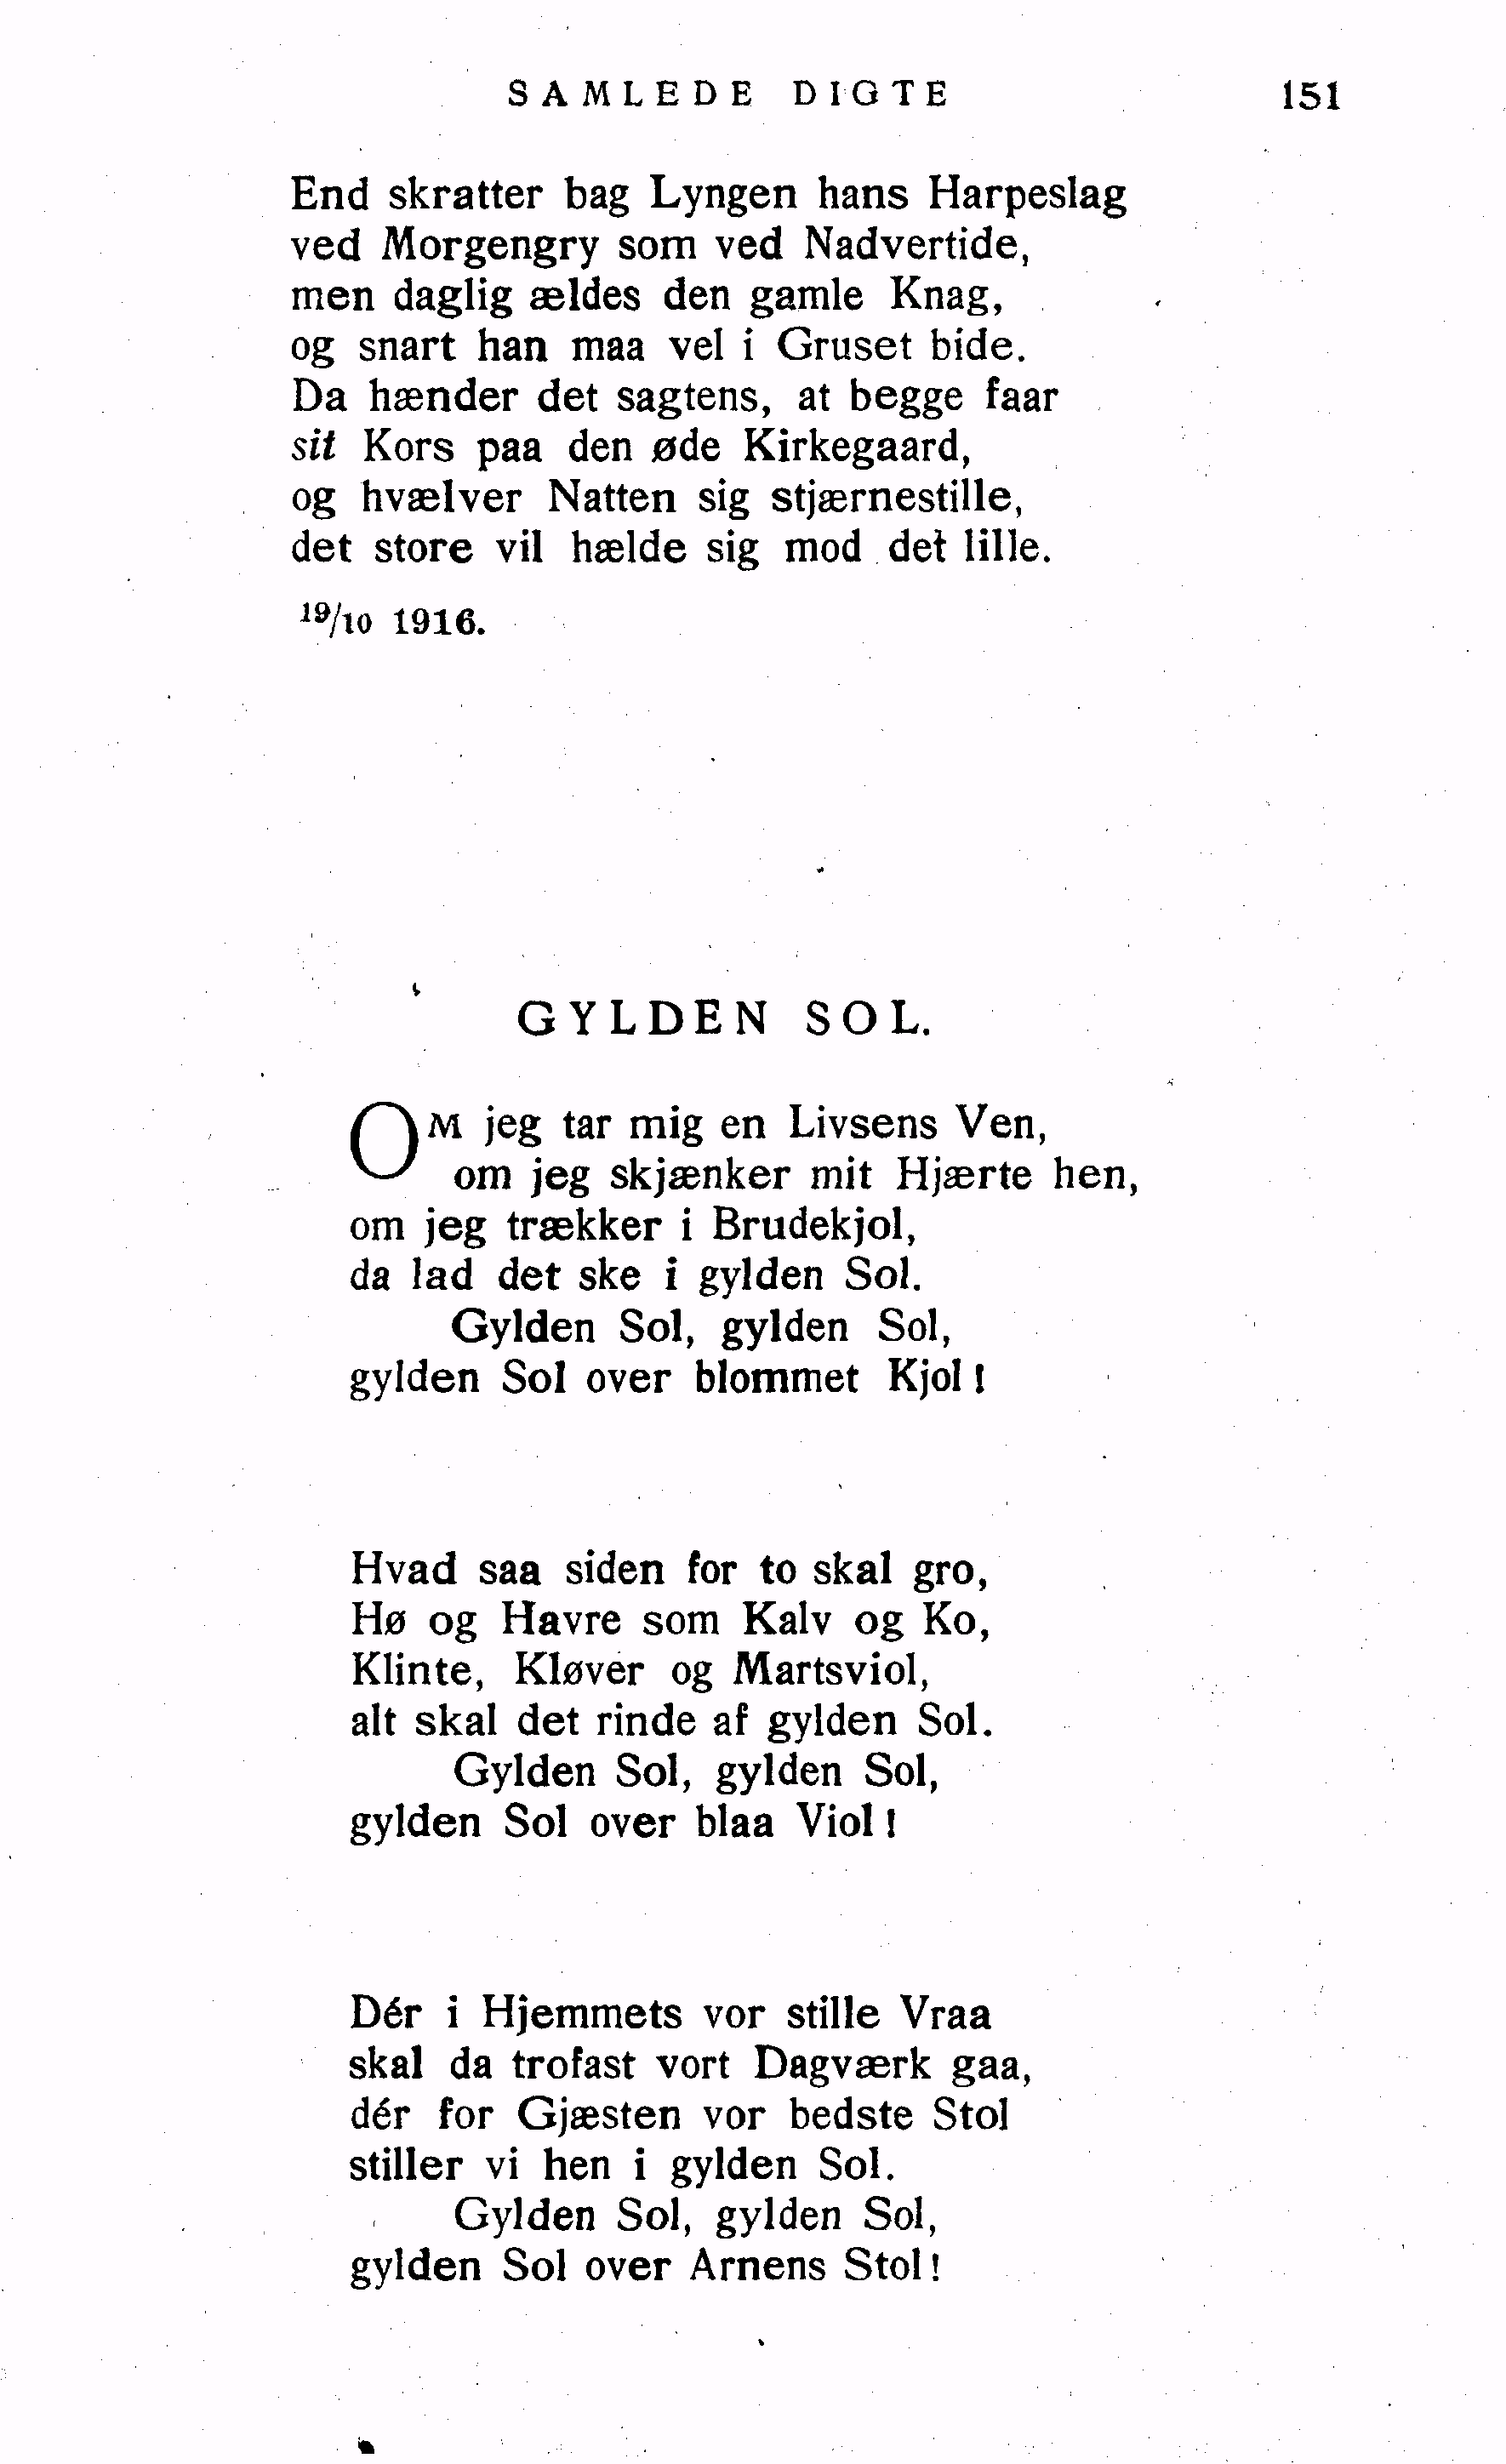 SAMLEDE DIGTE 151
End skratter bag Lyngen hans Harpeslag
ved Morgengry som ved Nadvertide,
men daglig ældes den gamle Knag,
og snart han maa vel i Gruset bide.
Da hænder det sagtens, at begge faar
sit Kors paa den øde Kirkegaard,
og hvælver Natten sig stjærnestille,
det store vil hælde sig mod det lille.
19/10 1916.
GYLDEN SOL.
OM jeg tar mig en Livsens Ven,
om jeg skjænker mit Hjærte hen,
om jeg trækker i Brudekjol,
da lad det ske i gylden Sol.
Gylden Sol, gylden Sol,
gylden Sol over blommet Kjol!
Hvad saa siden for to skal gro,
Hø og Havre som Kalv og Ko,
Klinte, Kløver og Martsviol,
alt skal det rinde af gylden Sol.
Gylden Sol, gylden Sol,
gylden Sol over blaa Viol!
Dér i Hjemmets vor stille Vraa
skal da trofast vort Dagværk gaa,
dér for Gjæsten vor bedste Stol
stiller vi hen i gylden Sol.
Gylden Sol, gylden Sol,
gylden Sol over Arnens Stol!